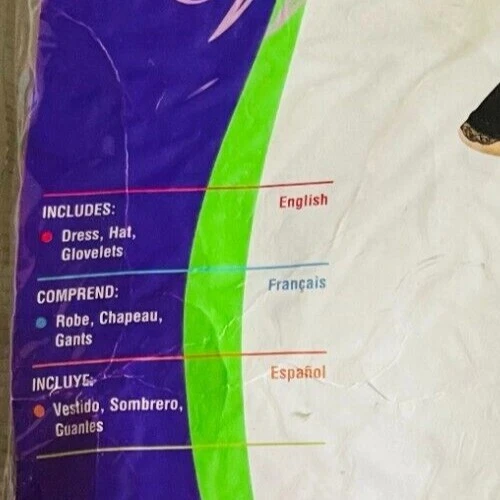 INCLUDES: English
Dress, Hat,
Glovelets
COMPREND: Français
Robe, Chapeau,
Gants
INCLUYE: Español
Vestido, Sombrero,
Guantes